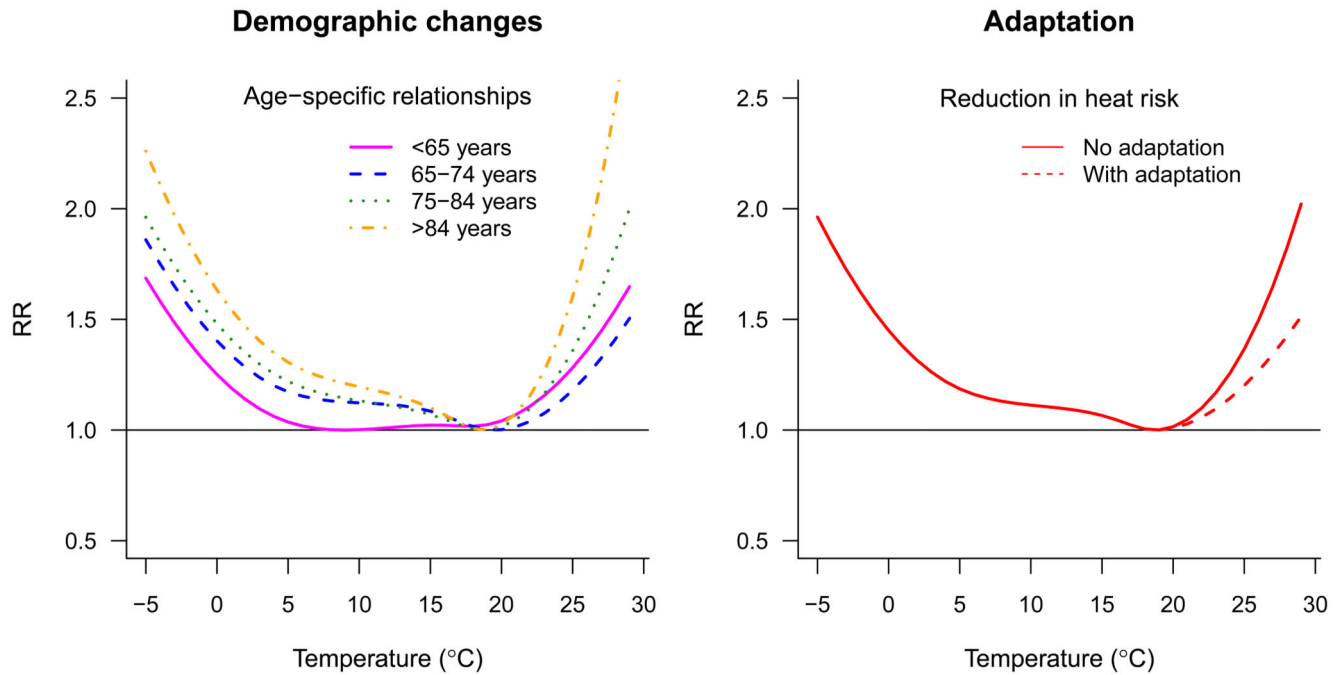 Demographic changes
Age−specific relationships
<65 years
65−74 years
75−84 years
>84 years
RR
2.5
2.0
1.5
1.0
0.5
−5 0 5 10 15 20 25 30
Temperature (°C)
Adaptation
Reduction in heat risk
No adaptation
With adaptation
RR
2.5
2.0
1.5
1.0
0.5
−5 0 5 10 15 20 25 30
Temperature (°C)